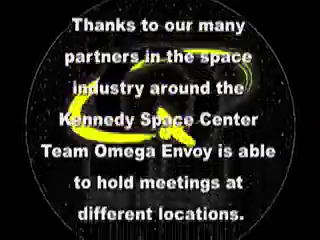 Thanks to our many
partners in the space
industry around the
Kennedy Space Center
Team Omega Envoy is able
to hold meetings at
different locations.